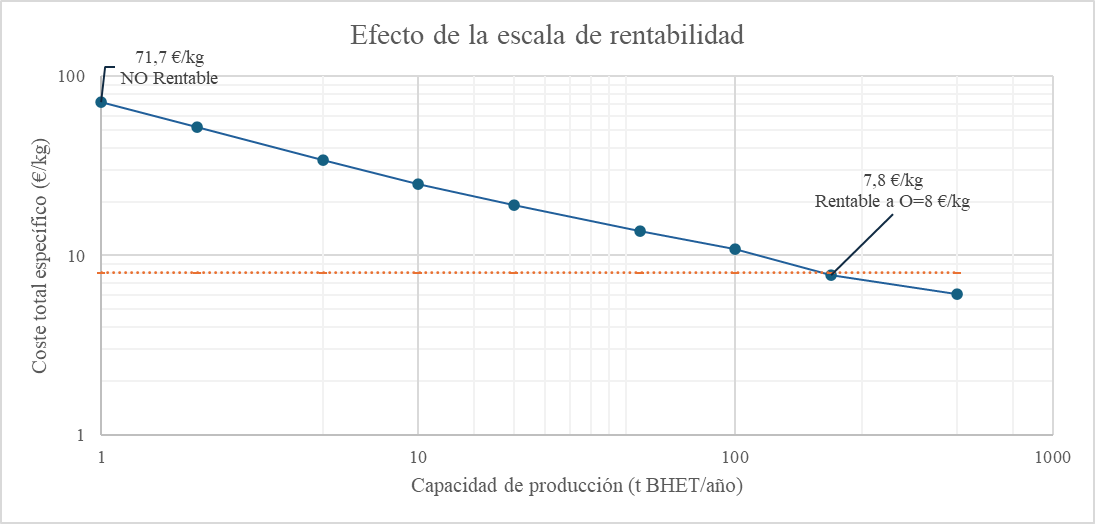 Efecto de la escala de rentabilidad
71,7 €/kg
NO Rentable
7,8 €/kg
Rentable a O=8 €/kg
Coste total específico (€/kg)
100
10
1
1
10
100
1000
Capacidad de producción (t BHET/año)